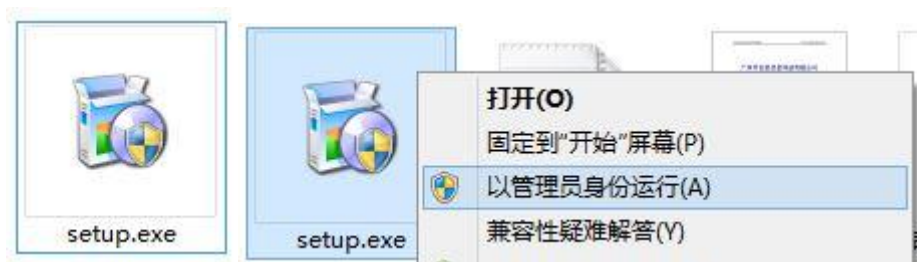 setup.exe
setup.exe
打开(O)
固定到"开始"屏幕(P)
以管理员身份运行(A)
兼容性疑难解答(Y)